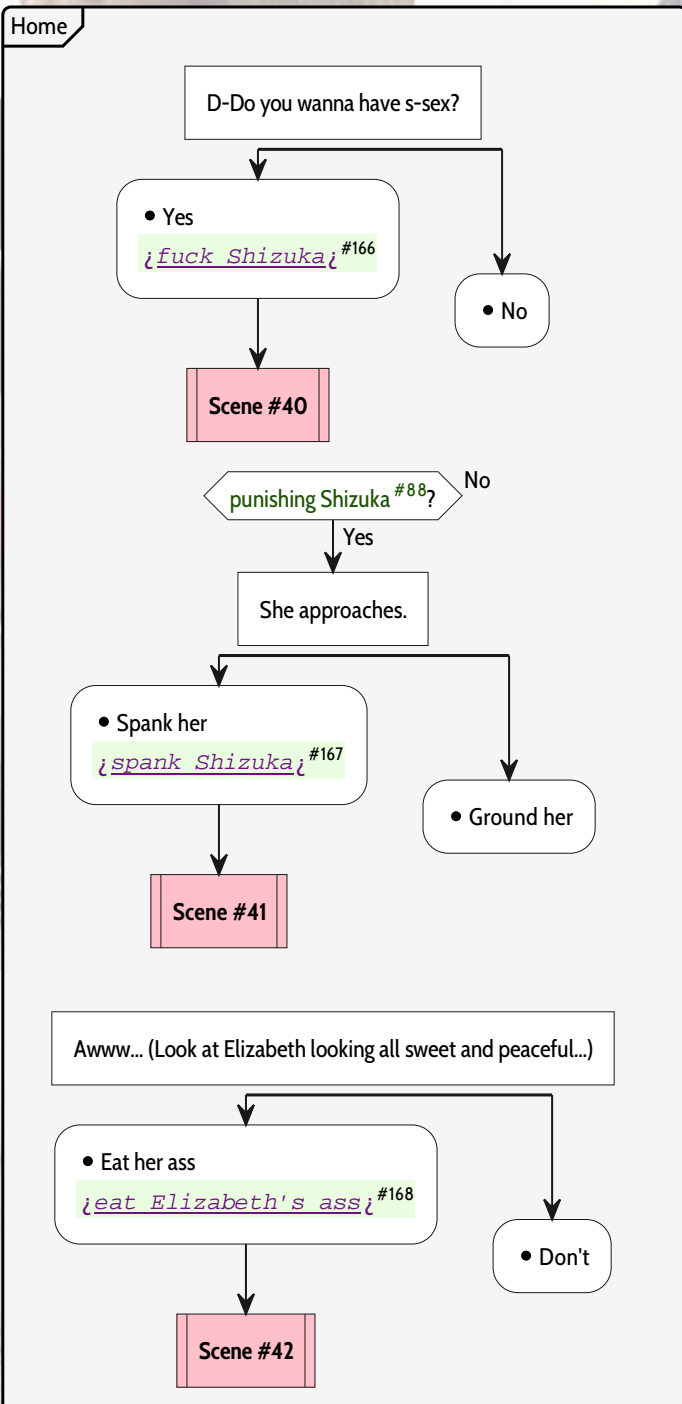 Home
D-Do you wanna have s-sex?
• Yes
¿fuck Shizuka¿ #166
• No
Scene #40
punishing Shizuka #88?
No
Yes
She approaches.
• Spank her
¿spank Shizuka¿ #167
• Ground her
Scene #41
Awww... (Look at Elizabeth looking all sweet and peaceful...)
• Eat her ass
¿eat Elizabeth's ass¿ #168
• Don't
Scene #42